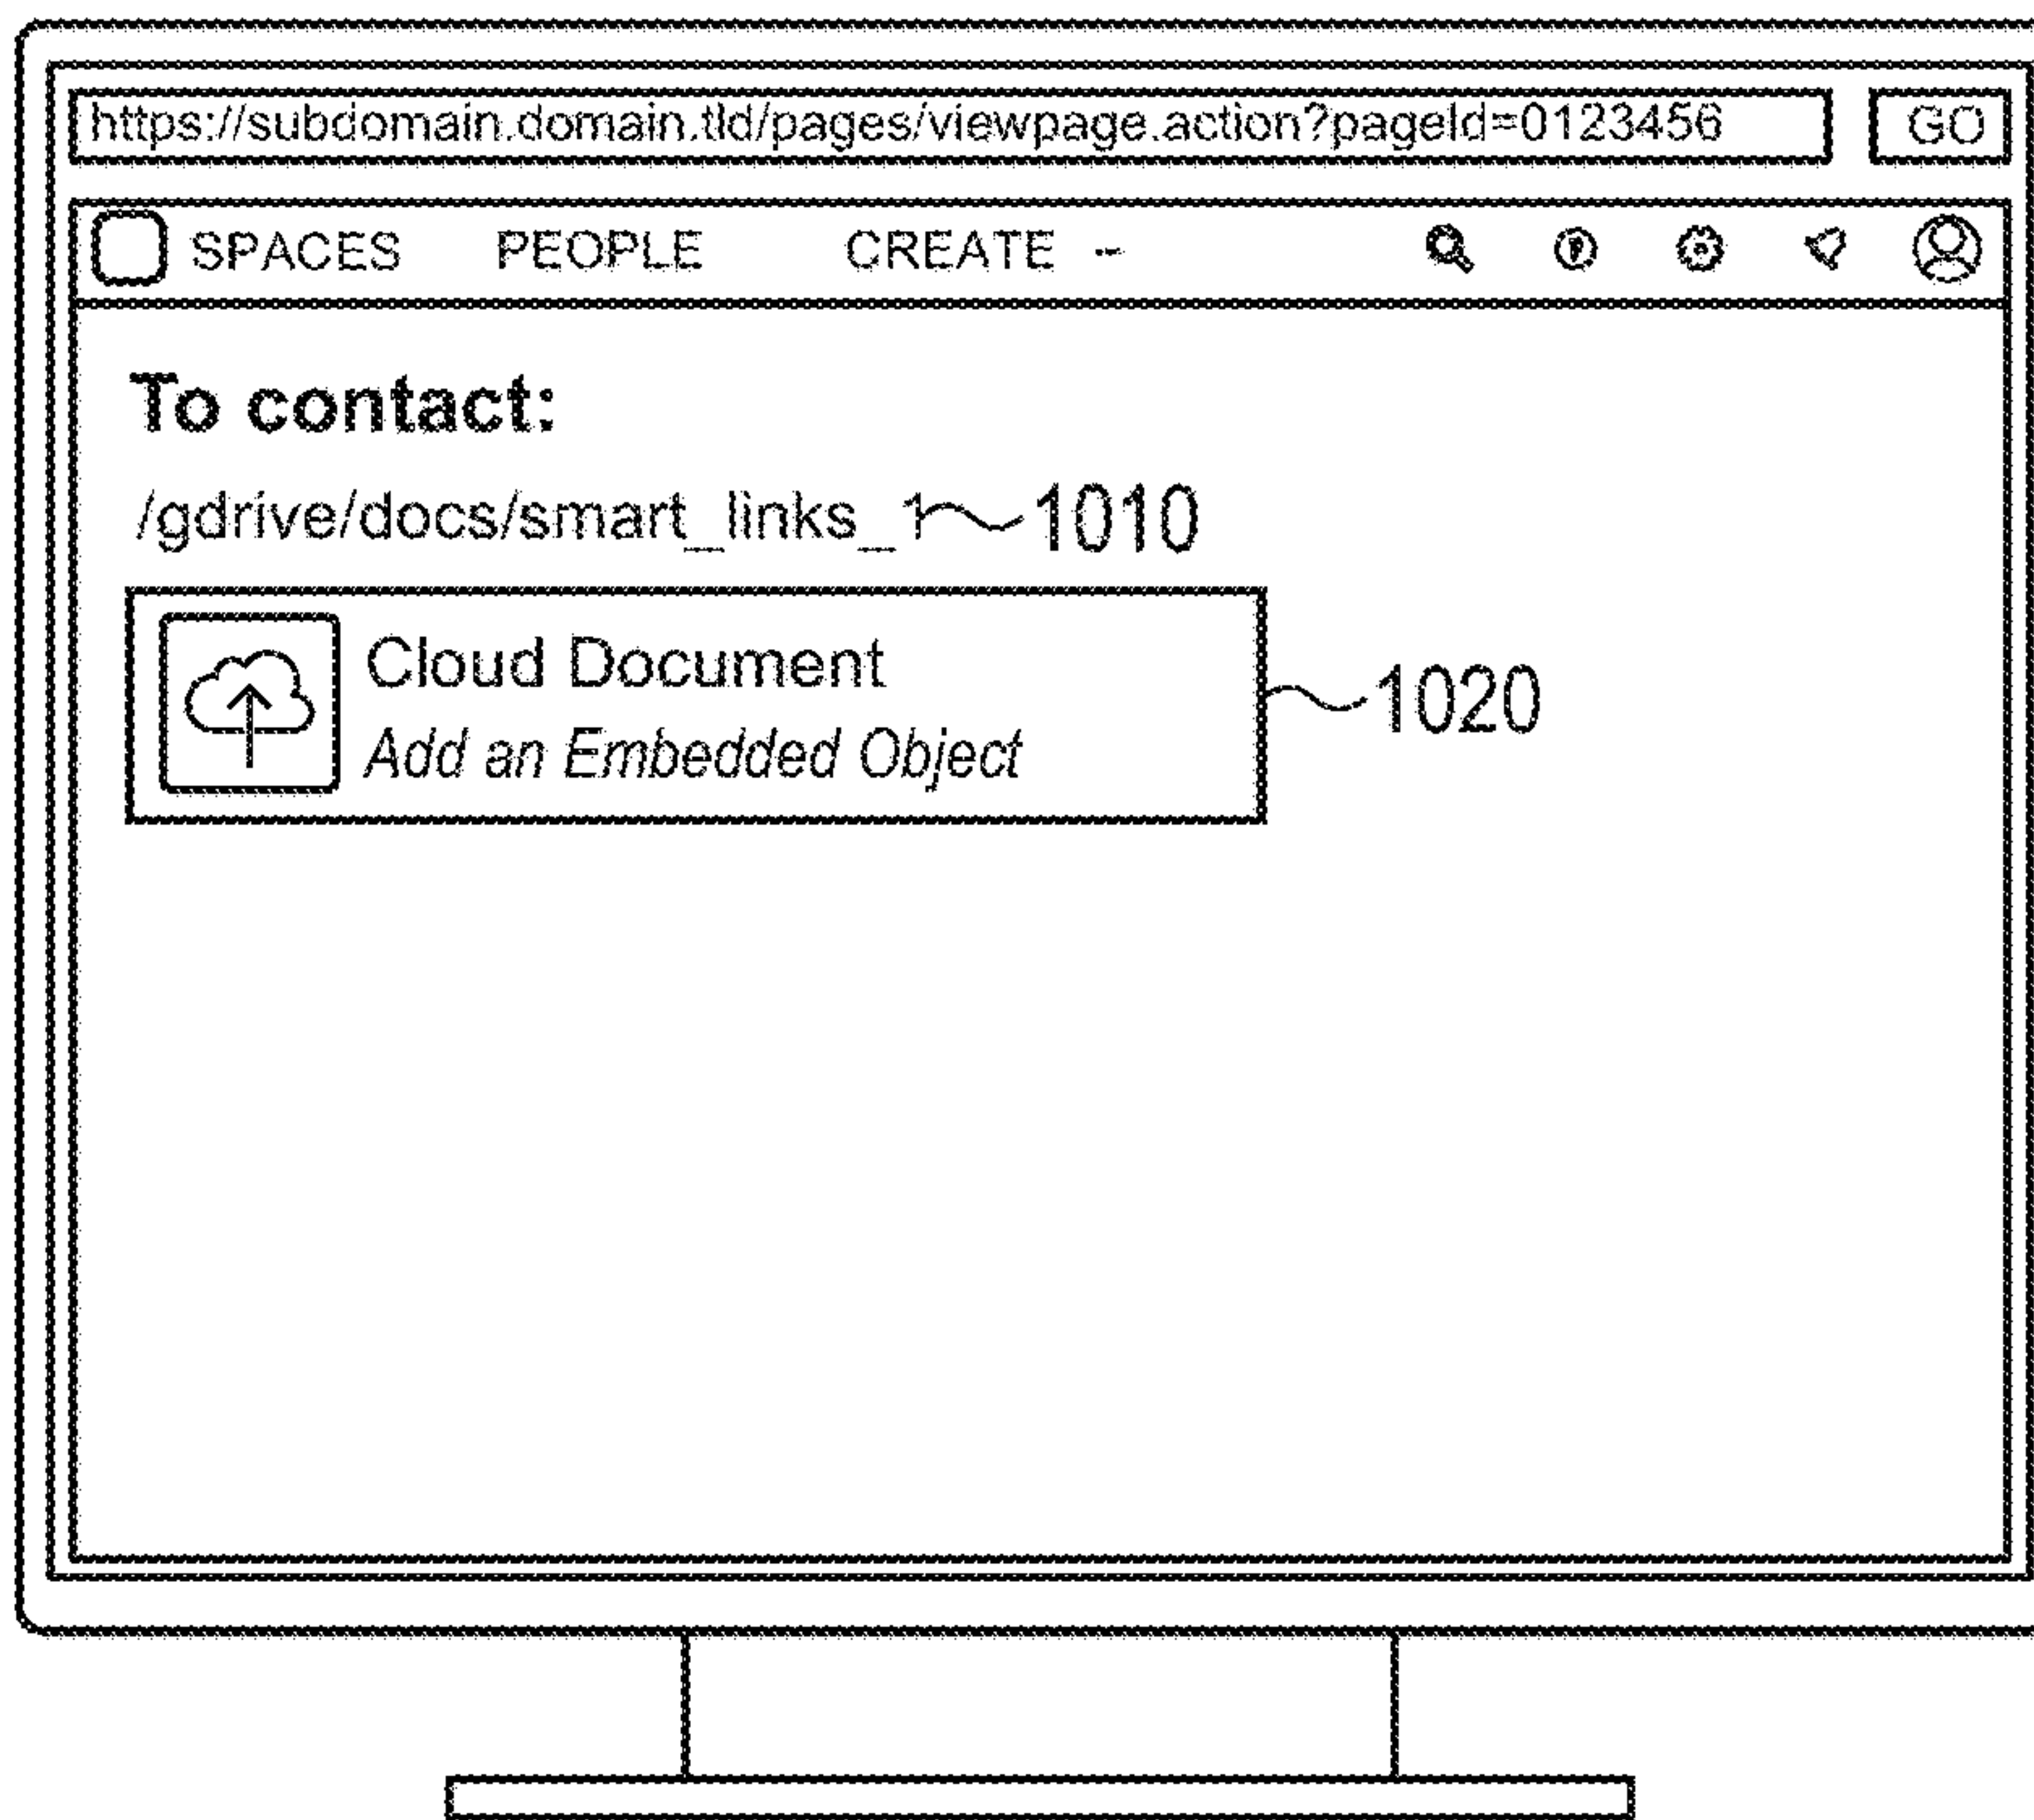 https://subdomain.domain.tld/pages/viewpage.action?pageId=0123456 GO
SPACES PEOPLE CREATE -
To contact:
/gdrive/docs/smart_links_1 1010
Cloud Document
Add an Embedded Object
1020